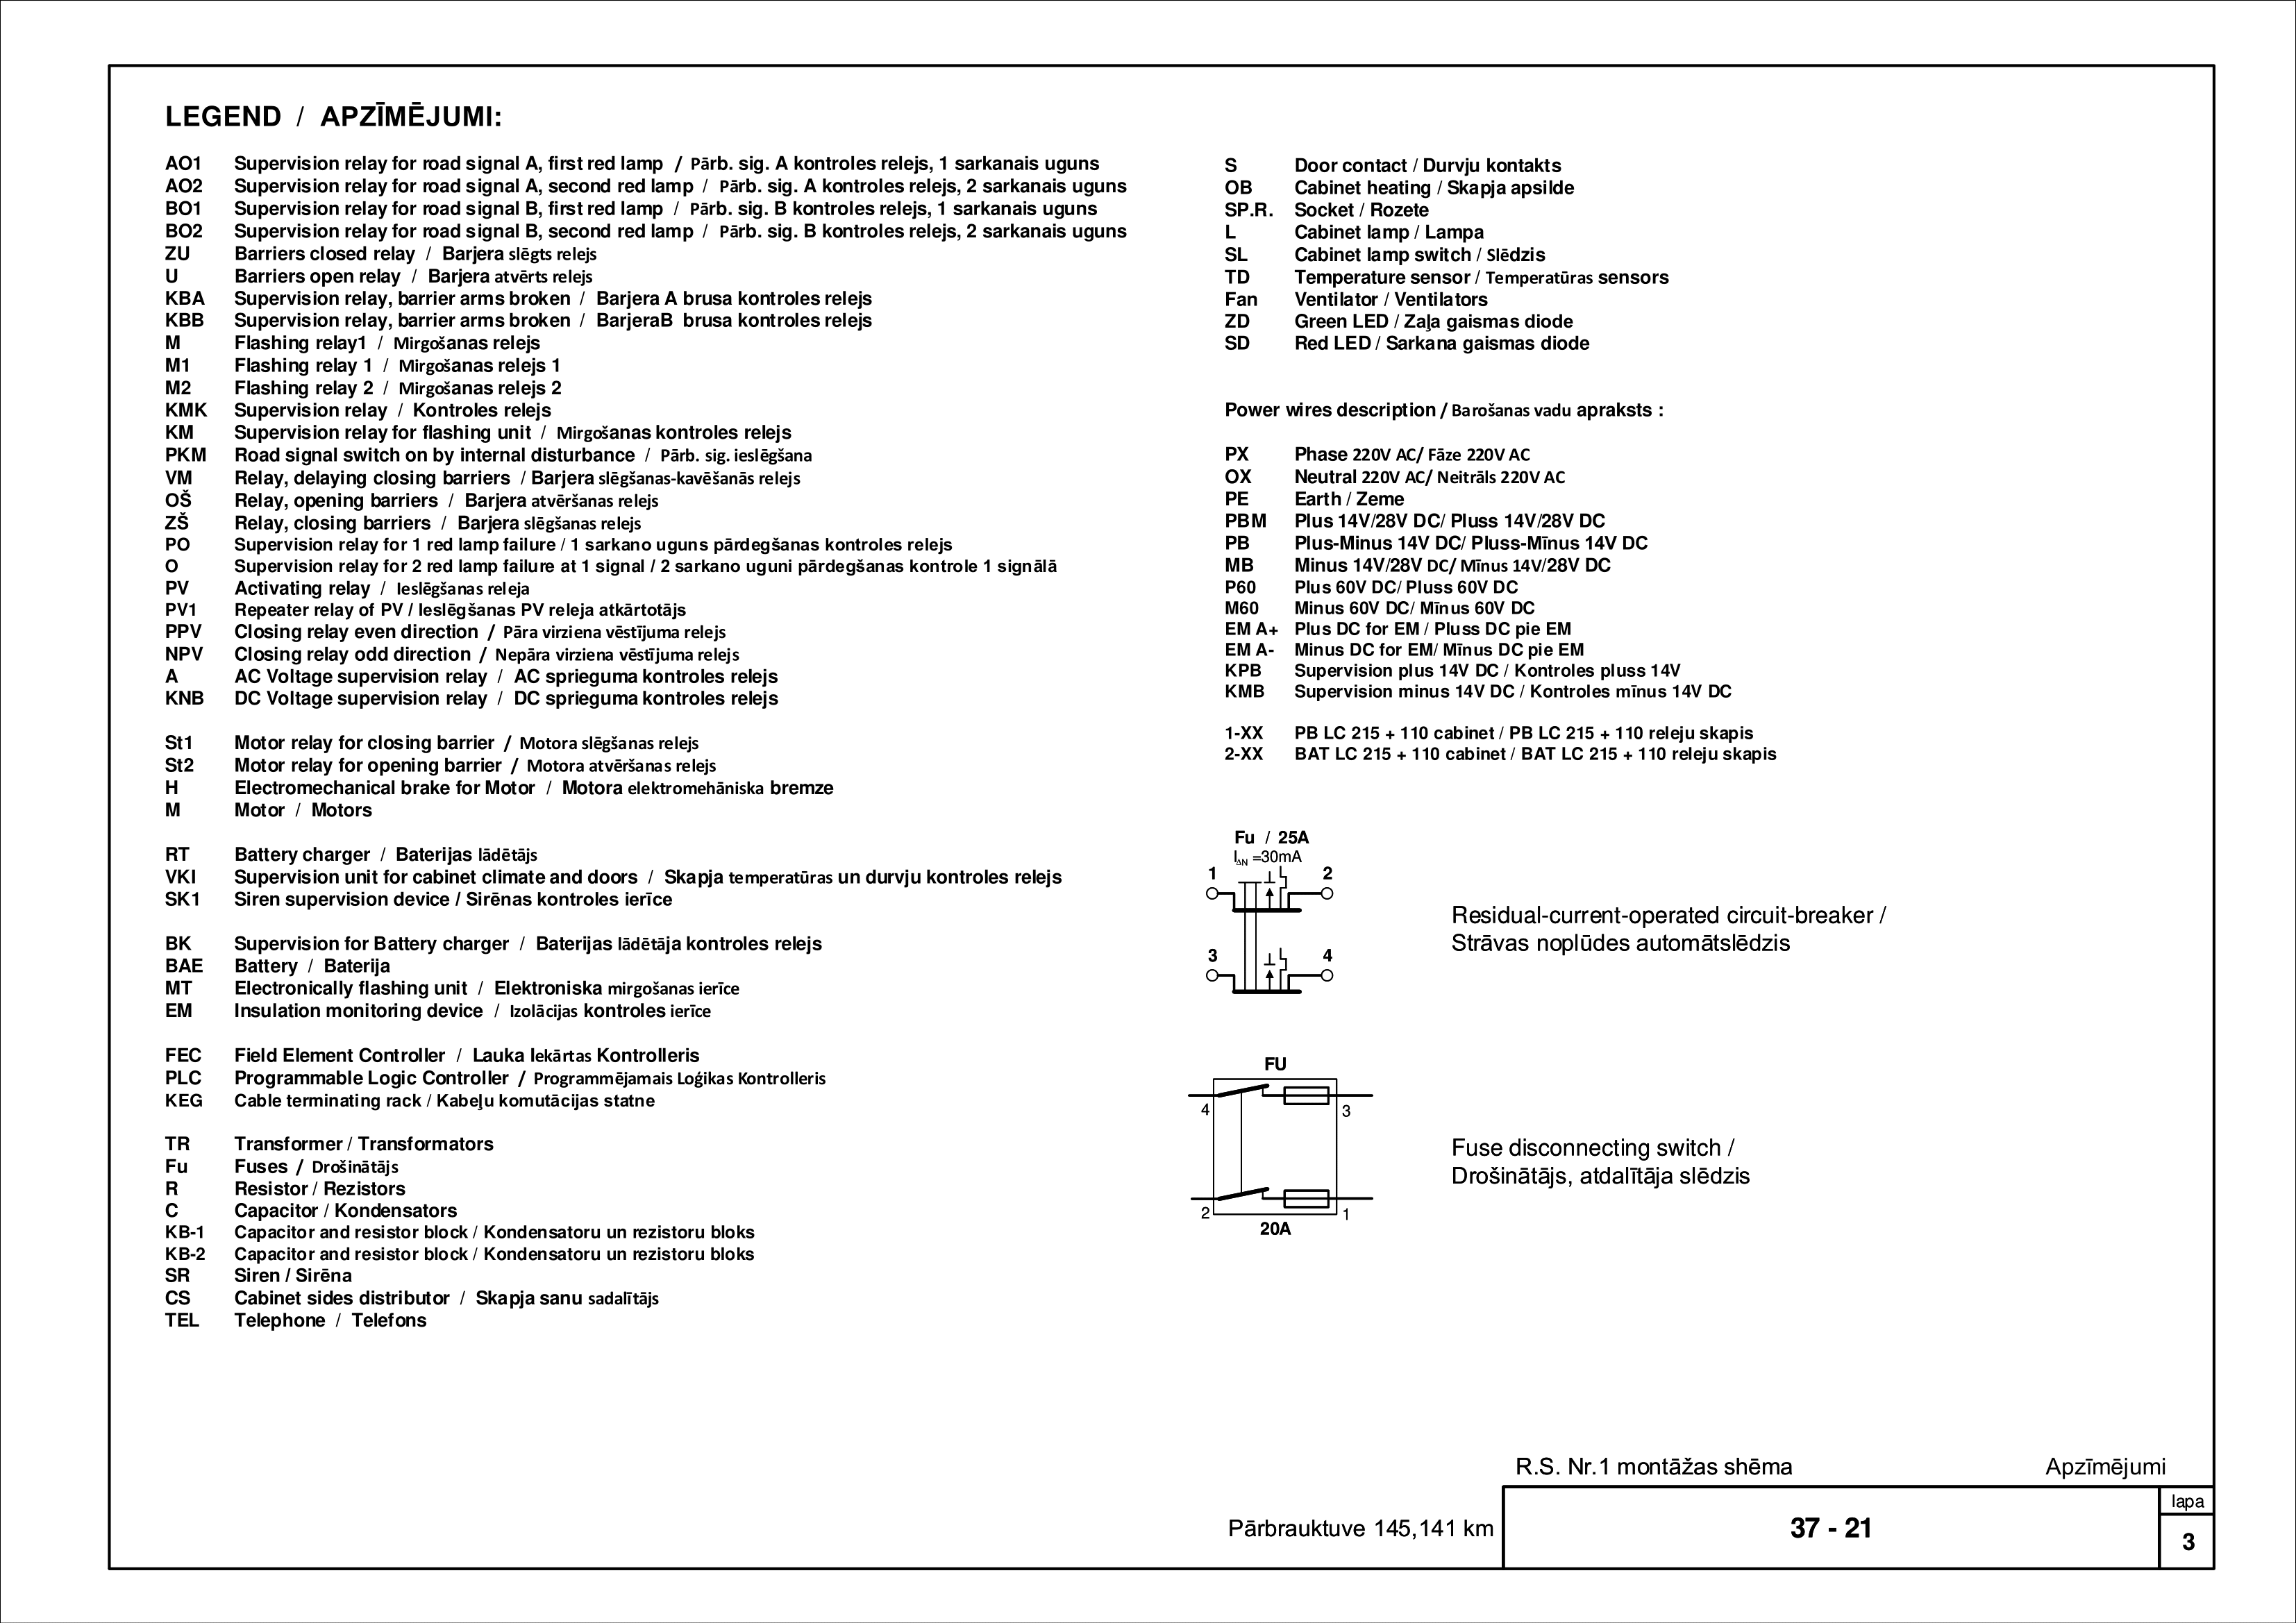 LEGEND / APZĪMĒJUMI:
AO1 Supervision relay for road signal A, first red lamp / Pārb. sig. A kontroles relejs, 1 sarkanais uguns
AO2 Supervision relay for road signal A, second red lamp / Pārb. sig. A kontroles relejs, 2 sarkanais uguns
BO1 Supervision relay for road signal B, first red lamp / Pārb. sig. B kontroles relejs, 1 sarkanais uguns
BO2 Supervision relay for road signal B, second red lamp / Pārb. sig. B kontroles relejs, 2 sarkanais uguns
ZU Barriers closed relay / Barjera slēgts relejs
U Barriers open relay / Barjera atvērts relejs
KBA Supervision relay, barrier arms broken / Barjera A brusa kontroles relejs
KBB Supervision relay, barrier arms broken / BarjeraB brusa kontroles relejs
M Flashing relay1 / Mirgošanas relejs
M1 Flashing relay 1 / Mirgošanas relejs 1
M2 Flashing relay 2 / Mirgošanas relejs 2
KMK Supervision relay / Kontroles relejs
KM Supervision relay for flashing unit / Mirgošanas kontroles relejs
PKM Road signal switch on by internal disturbance / Pārb. sig. ieslēgšana
VM Relay, delaying closing barriers / Barjera slēgšanas-kavēšanās relejs
OŠ Relay, opening barriers / Barjera atvēršanas relejs
ZŠ Relay, closing barriers / Barjera slēgšanas relejs
PO Supervision relay for 1 red lamp failure / 1 sarkano uguns pārdegšanas kontroles relejs
O Supervision relay for 2 red lamp failure at 1 signal / 2 sarkano uguni pārdegšanas kontrole 1 signālā
PV Activating relay / Ieslēgšanas releja
PV1 Repeater relay of PV / Ieslēgšanas PV releja atkārtotājs
PPV Closing relay even direction / Pāra virziena vēstījuma relejs
NPV Closing relay odd direction / Nepāra virziena vēstījuma relejs
A AC Voltage supervision relay / AC sprieguma kontroles relejs
KNB DC Voltage supervision relay / DC sprieguma kontroles relejs
St1 Motor relay for closing barrier / Motora slēgšanas relejs
St2 Motor relay for opening barrier / Motora atvēršanas relejs
H Electromechanical brake for Motor / Motora elektromehāniska bremze
M Motor / Motors
RT Battery charger / Baterijas lādētājs
VKI Supervision unit for cabinet climate and doors / Skapja temperatūras un durvju kontroles relejs
SK1 Siren supervision device / Sirēnas kontroles ierīce
BK Supervision for Battery charger / Baterijas lādētāja kontroles relejs
BAE Battery / Baterija
MT Electronically flashing unit / Elektroniska mirgošanas ierīce
EM Insulation monitoring device / Izolācijas kontroles ierīce
FEC Field Element Controller / Lauka Iekārtas Kontrolleris
PLC Programmable Logic Controller / Programmējamais Loģikas Kontrolleris
KEG Cable terminating rack / Kabeļu komutācijas statne
TR Transformer / Transformators
Fu Fuses / Drošinātājs
R Resistor / Rezistors
C Capacitor / Kondensators
KB-1 Capacitor and resistor block / Kondensatoru un rezistoru bloks
KB-2 Capacitor and resistor block / Kondensatoru un rezistoru bloks
SR Siren / Sirēna
CS Cabinet sides distributor / Skapja sanu sadalītājs
TEL Telephone / Telefons
S Door contact / Durvju kontakts
OB Cabinet heating / Skapja apsilde
SP.R. Socket / Rozete
L Cabinet lamp / Lampa
SL Cabinet lamp switch / Slēdzis
TD Temperature sensor / Temperatūras sensors
Fan Ventilator / Ventilators
ZD Green LED / Zaļa gaismas diode
SD Red LED / Sarkana gaismas diode
Power wires description / Barošanas vadu apraksts :
PX Phase 220V AC/ Fāze 220V AC
OX Neutral 220V AC/ Neitrāls 220V AC
PE Earth / Zeme
PBM Plus 14V/28V DC/ Pluss 14V/28V DC
PB Plus-Minus 14V DC/ Pluss-Mīnus 14V DC
MB Minus 14V/28V DC/ Mīnus 14V/28V DC
P60 Plus 60V DC/ Pluss 60V DC
M60 Minus 60V DC/ Mīnus 60V DC
EM A+ Plus DC for EM / Pluss DC pie EM
EM A- Minus DC for EM/ Mīnus DC pie EM
KPB Supervision plus 14V DC / Kontroles pluss 14V
KMB Supervision minus 14V DC / Kontroles mīnus 14V DC
1-XX PB LC 215 + 110 cabinet / PB LC 215 + 110 releju skapis
2-XX BAT LC 215 + 110 cabinet / BAT LC 215 + 110 releju skapis
Fu / 25A
I∆N =30mA
1 2
3 4
Residual-current-operated circuit-breaker /
Strāvas noplūdes automātslēdzis
FU
4 3
2 1
20A
Fuse disconnecting switch /
Drošinātājs, atdalītāja slēdzis
R.S. Nr.1 montāžas shēma Apzīmējumi
Pārbrauktuve 145,141 km
37 - 21
lapa
3